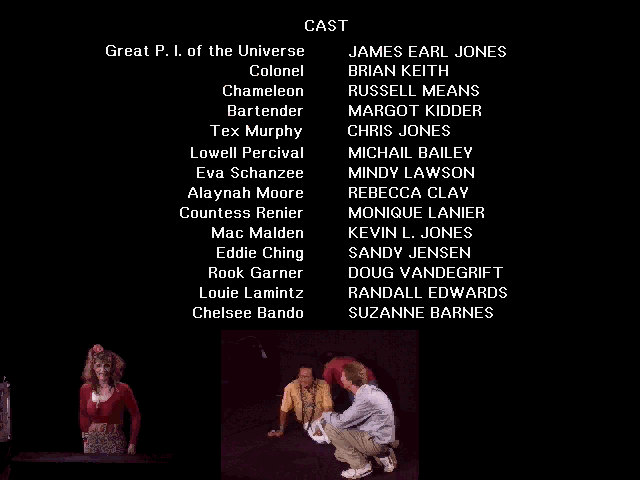 CAST
Great P. I. of the Universe JAMES EARL JONES
Colonel BRIAN KEITH
Chameleon RUSSELL MEANS
Bartender MARGOT KIDDER
Tex Murphy CHRIS JONES
Lowell Percival MICHAIL BAILEY
Eva Schanzee MINDY LAWSON
Alaynah Moore REBECCA CLAY
Countess Renier MONIQUE LANIER
Mac Malden KEVIN L. JONES
Eddie Ching SANDY JENSEN
Rook Garner DOUG VANDEGRIFT
Louie Lamintz RANDALL EDWARDS
Chelsee Bando SUZANNE BARNES